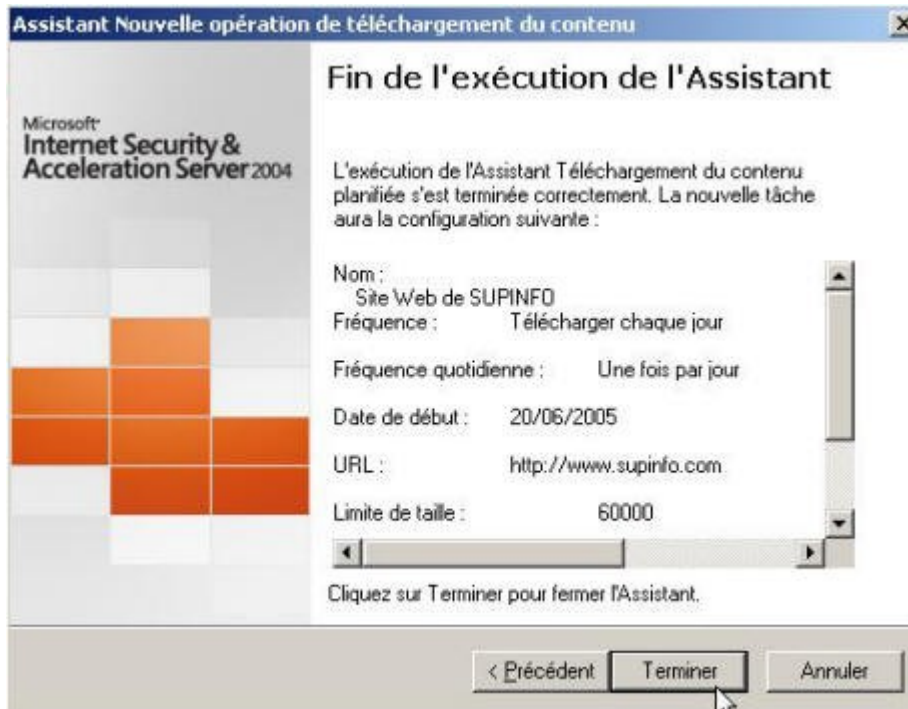 Assistant Nouvelle opération de téléchargement du contenu
Microsoft
Internet Security &
Acceleration Server 2004
Fin de l'exécution de l'Assistant
L'exécution de l'Assistant Téléchargement du contenu
planifiée s'est terminée correctement. La nouvelle tâche
aura la configuration suivante :
Nom :
Site Web de SUPINFO
Fréquence : Télécharger chaque jour
Fréquence quotidienne : Une fois par jour
Date de début : 20/06/2005
URL : http://www.supinfo.com
Limite de taille : 60000
Cliquez sur Terminer pour fermer l'Assistant.
< Précédent Terminer Annuler